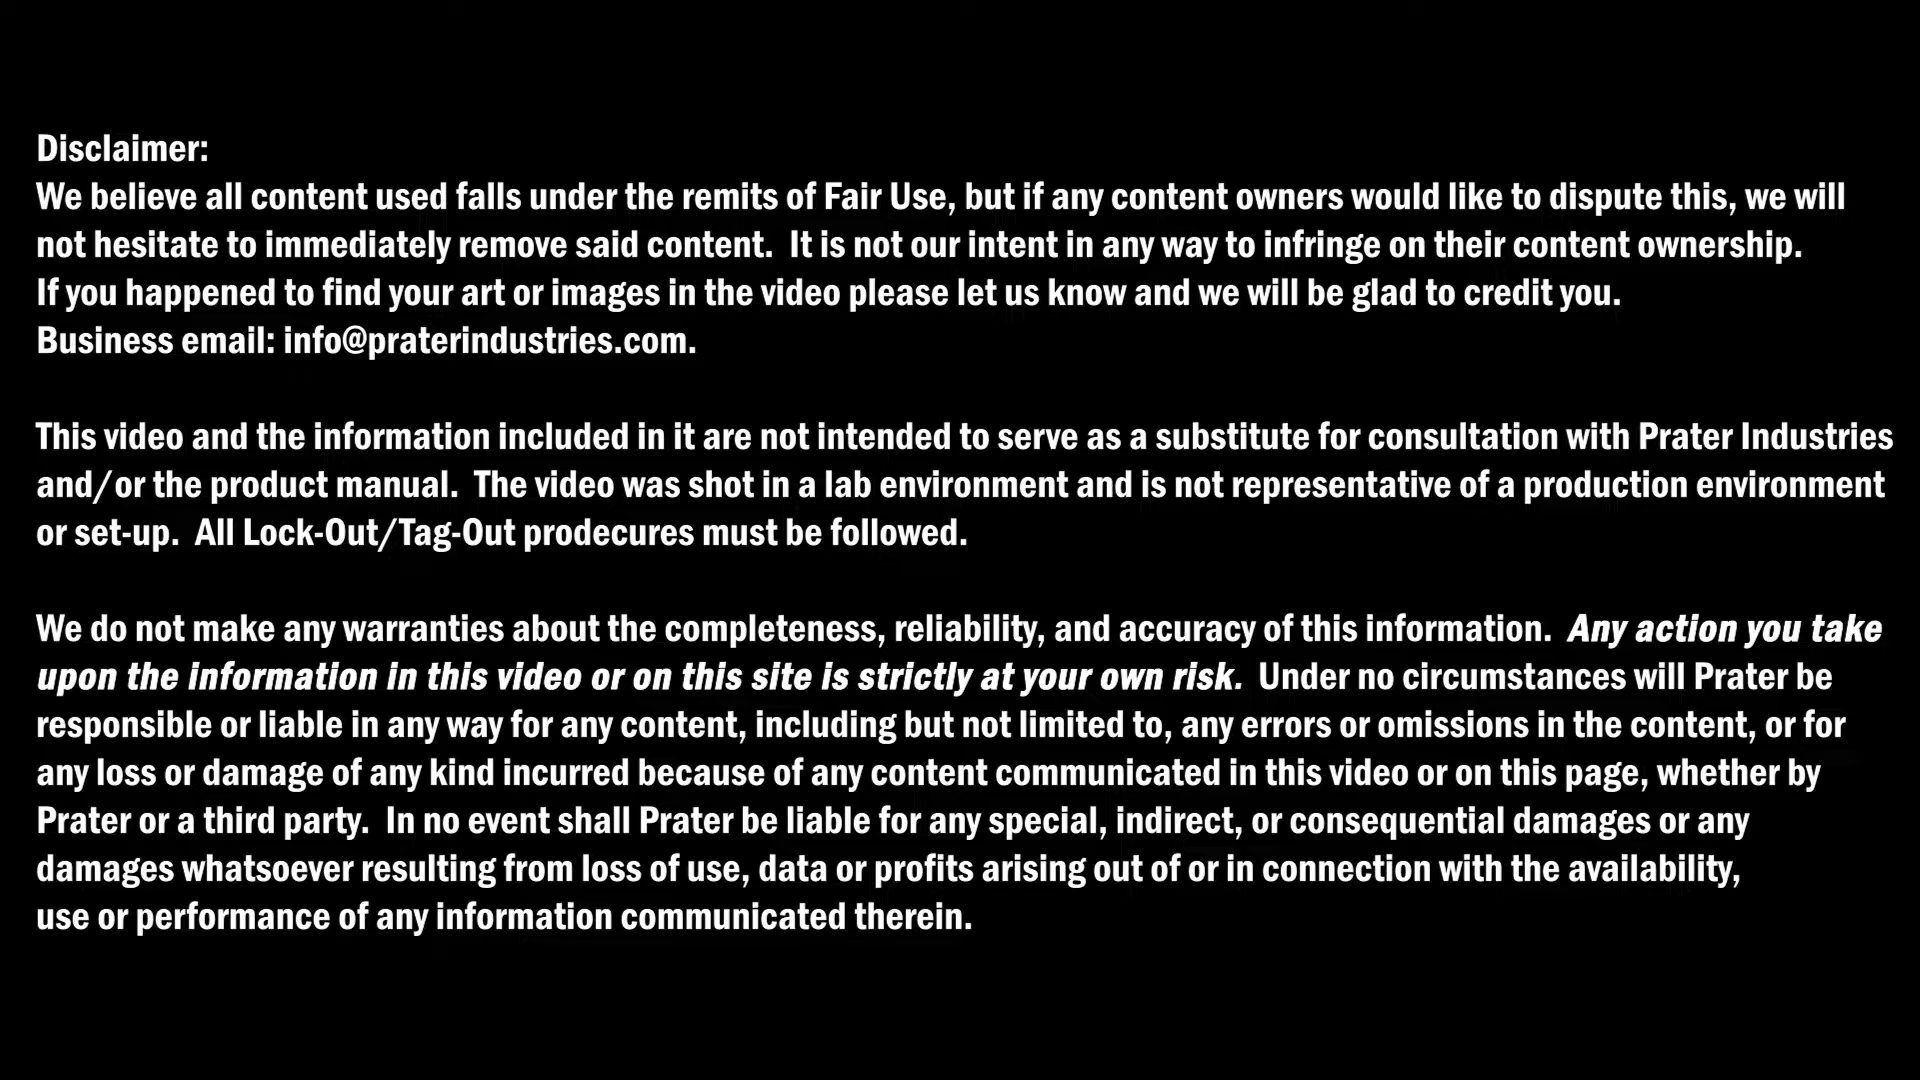 Disclaimer:
We believe all content used falls under the remits of Fair Use, but if any content owners would like to dispute this, we will
not hesitate to immediately remove said content.  It is not our intent in any way to infringe on their content ownership.
If you happened to find your art or images in the video please let us know and we will be glad to credit you.
Business email: info@praterindustries.com.
This video and the information included in it are not intended to serve as a substitute for consultation with Prater Industries
and/or the product manual.  The video was shot in a lab environment and is not representative of a production environment
or set-up.  All Lock-Out/Tag-Out prodecures must be followed.
We do not make any warranties about the completeness, reliability, and accuracy of this information.  Any action you take
upon the information in this video or on this site is strictly at your own risk.  Under no circumstances will Prater be
responsible or liable in any way for any content, including but not limited to, any errors or omissions in the content, or for
any loss or damage of any kind incurred because of any content communicated in this video or on this page, whether by
Prater or a third party.  In no event shall Prater be liable for any special, indirect, or consequential damages or any
damages whatsoever resulting from loss of use, data or profits arising out of or in connection with the availability,
use or performance of any information communicated therein.